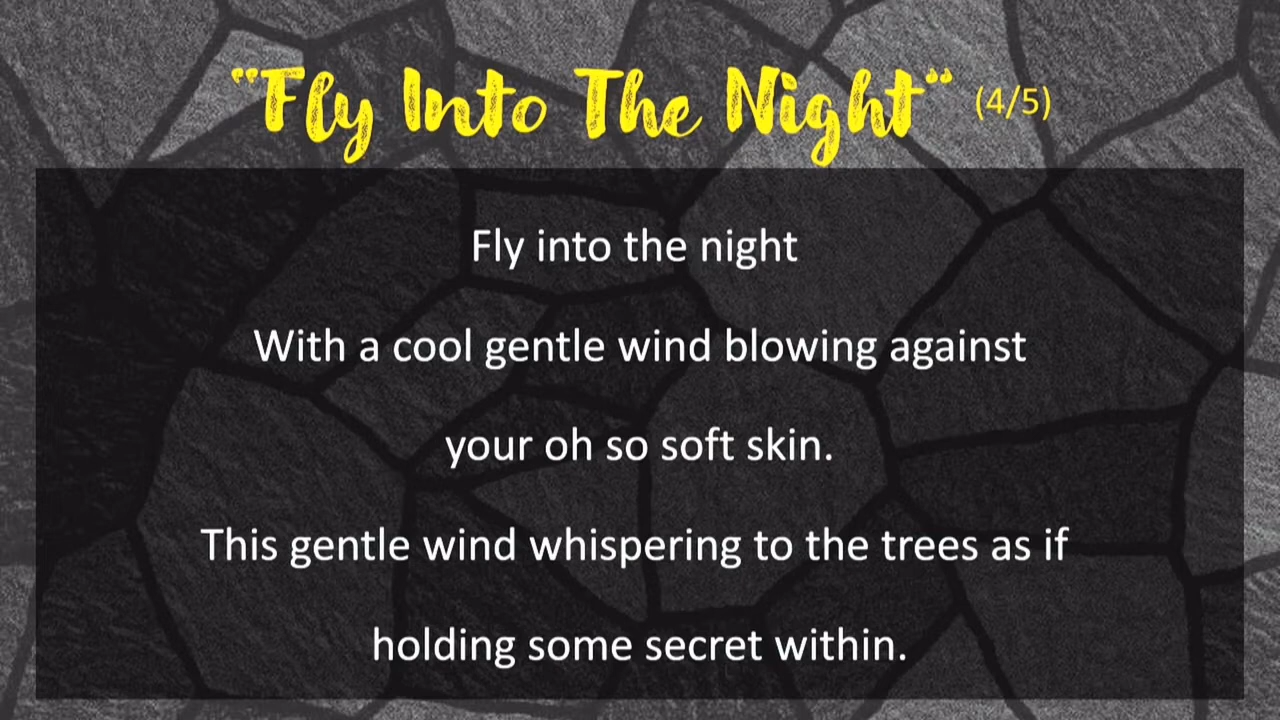 "Fly Into The Night" (4/5)
Fly into the night
With a cool gentle wind blowing against
your oh so soft skin.
This gentle wind whispering to the trees as if
holding some secret within.